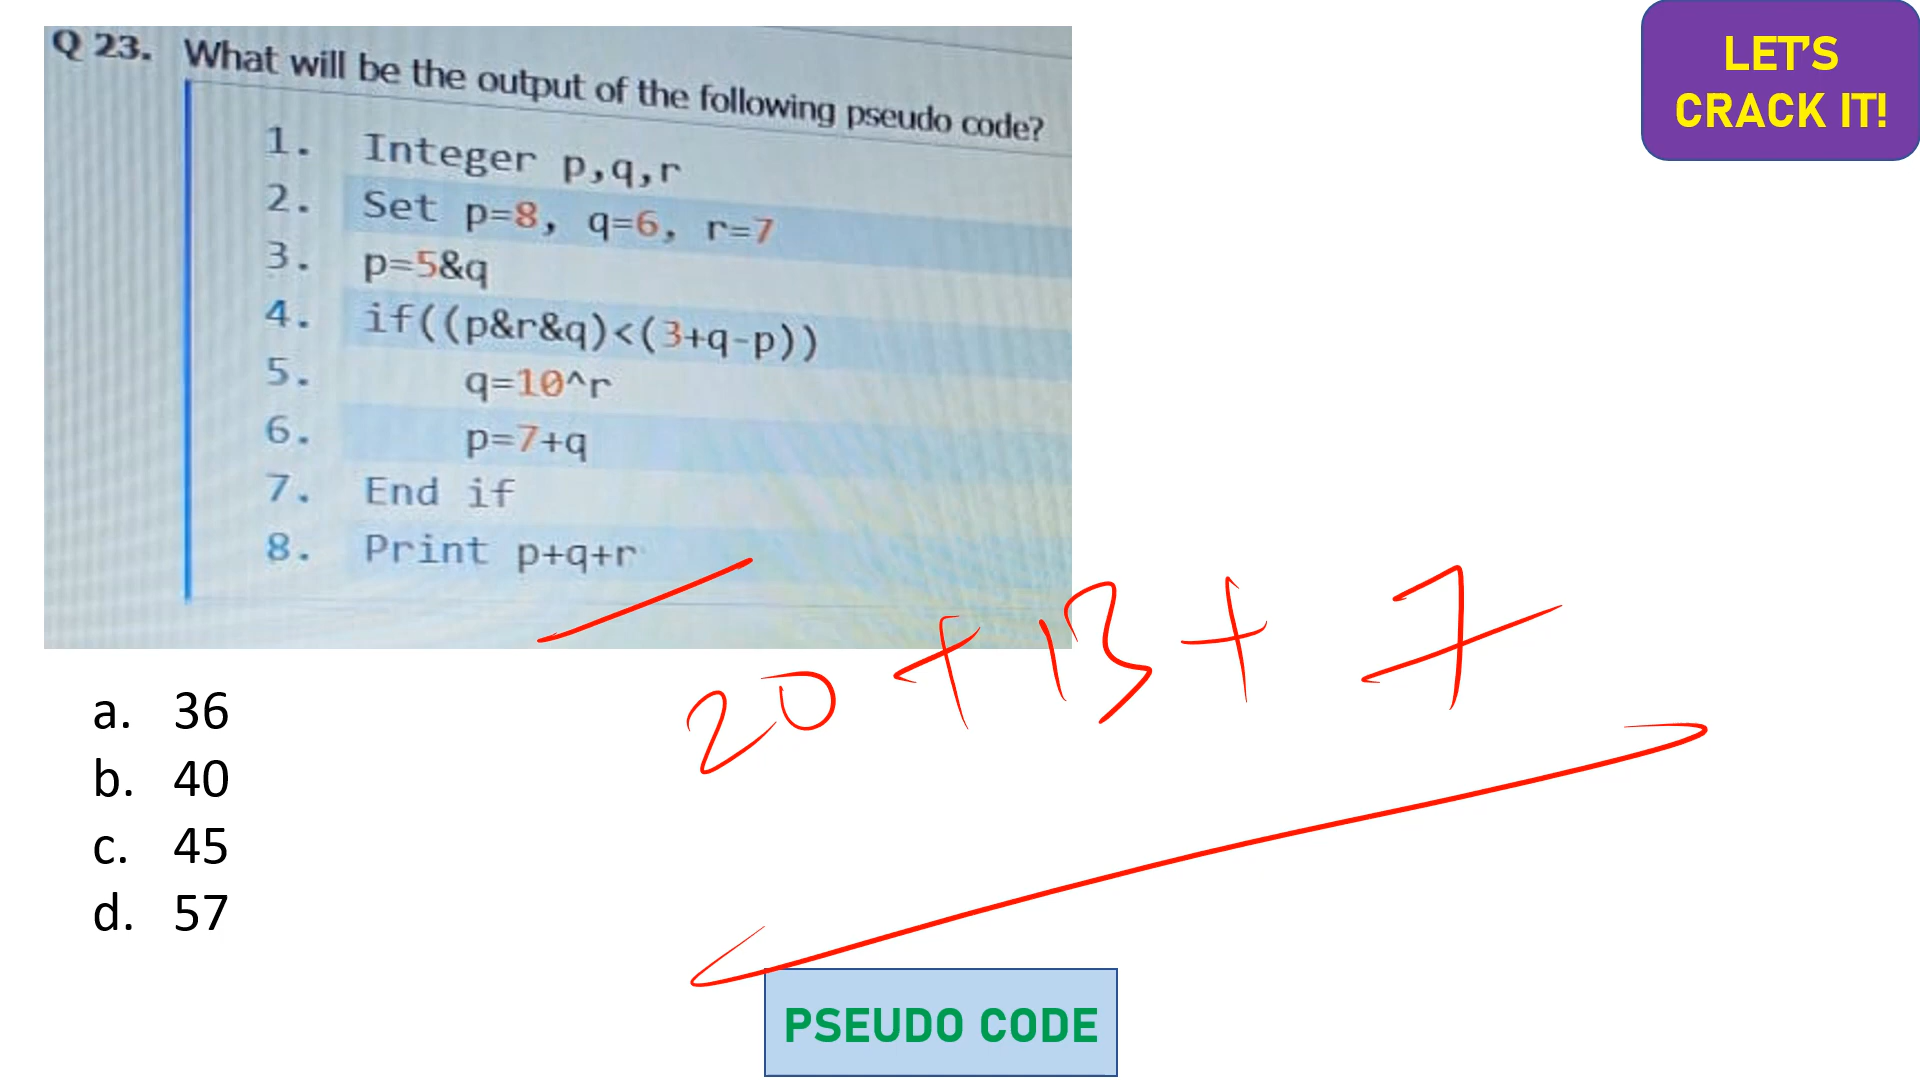 Q 23. What will be the output of the following pseudo code?
1. Integer p,q,r
2. Set p=8, q=6, r=7
3. p=5&q
4. if((p&r&q)<(3+q-p))
5. q=10^r
6. p=7+q
7. End if
8. Print p+q+r
LET'S
CRACK IT!
20 + 13 + 7
a. 36
b. 40
c. 45
d. 57
PSEUDO CODE